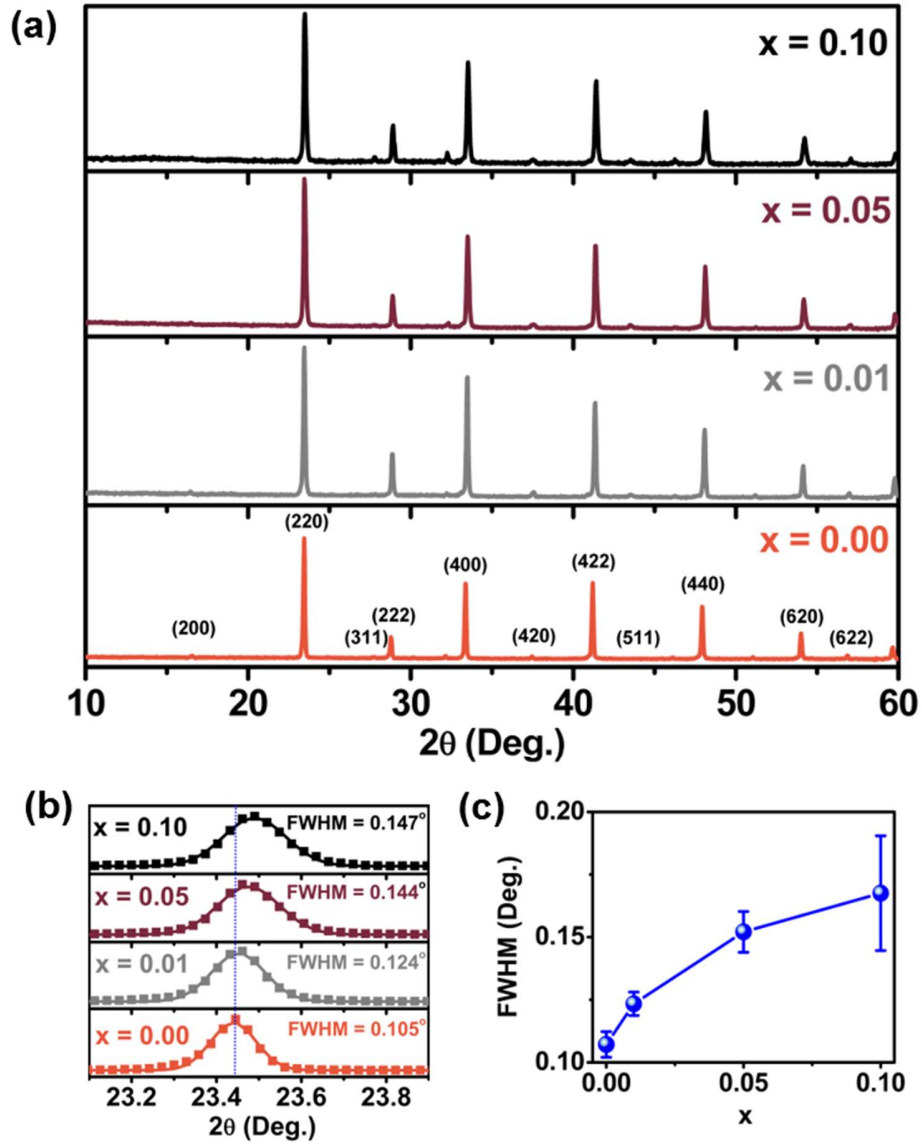 (a)
x = 0.10
x = 0.05
x = 0.01
x = 0.00
(200)
(220)
(311)
(222)
(400)
(420)
(422)
(511)
(440)
(620)
(622)
10 20 30 40 50 60
2θ (Deg.)
(b)
x = 0.10 FWHM = 0.147°
x = 0.05 FWHM = 0.144°
x = 0.01 FWHM = 0.124°
x = 0.00 FWHM = 0.105°
23.2 23.4 23.6 23.8
2θ (Deg.)
(c)
FWHM (Deg.)
0.20
0.15
0.10
0.00 0.05 0.10
x